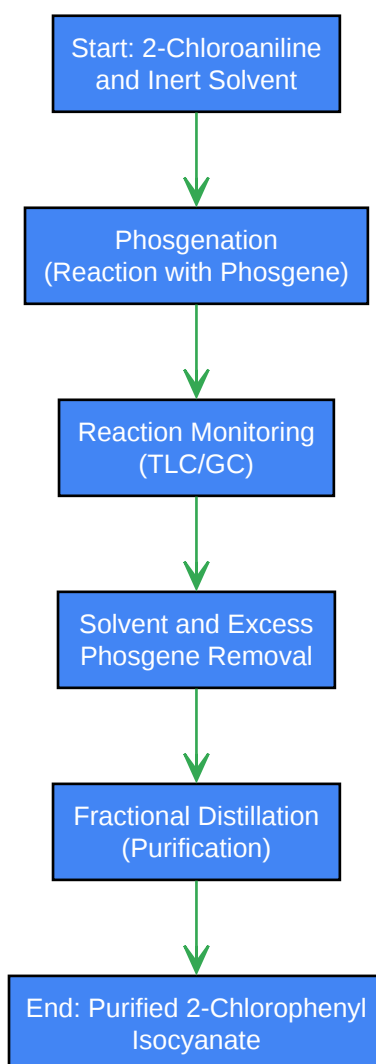 Start: 2-Chloroaniline
and Inert Solvent
Phosgenation
(Reaction with Phosgene)
Reaction Monitoring
(TLC/GC)
Solvent and Excess
Phosgene Removal
Fractional Distillation
(Purification)
End: Purified 2-Chlorophenyl
Isocyanate